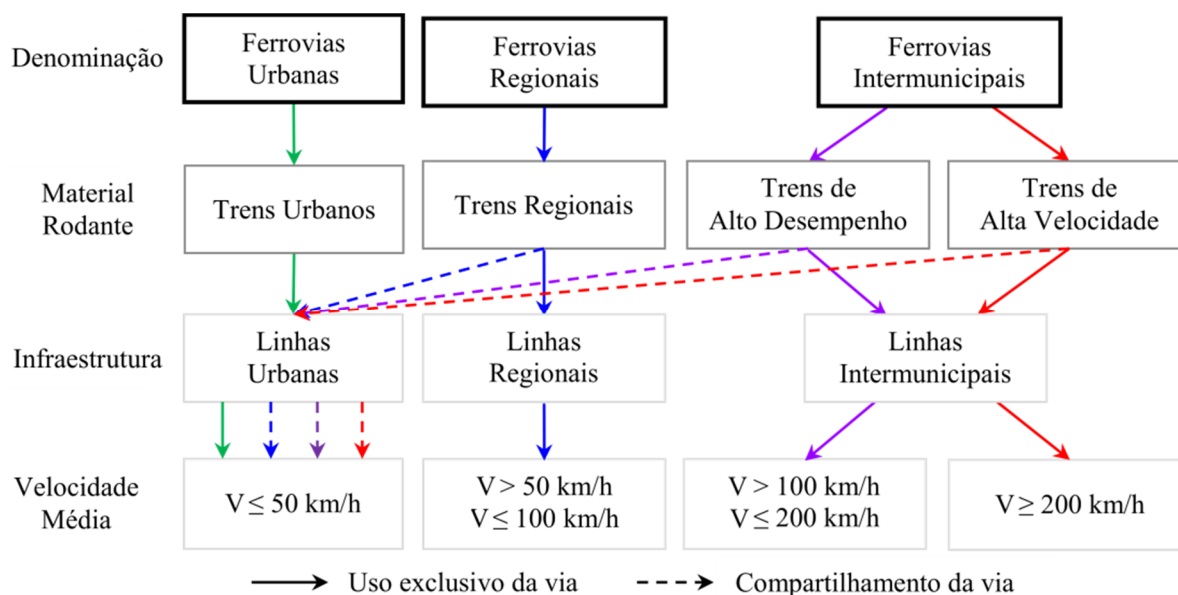 Denominação
Ferrovias
Urbanas
Ferrovias
Regionais
Ferrovias
Intermunicipais
Material
Rodante
Trens Urbanos
Trens Regionais
Trens de
Alto Desempenho
Trens de
Alta Velocidade
Infraestrutura
Linhas
Urbanas
Linhas
Regionais
Linhas
Intermunicipais
Velocidade
Média
V ≤ 50 km/h
V > 50 km/h
V ≤ 100 km/h
V > 100 km/h
V ≤ 200 km/h
V ≥ 200 km/h
Uso exclusivo da via
Compartilhamento da via